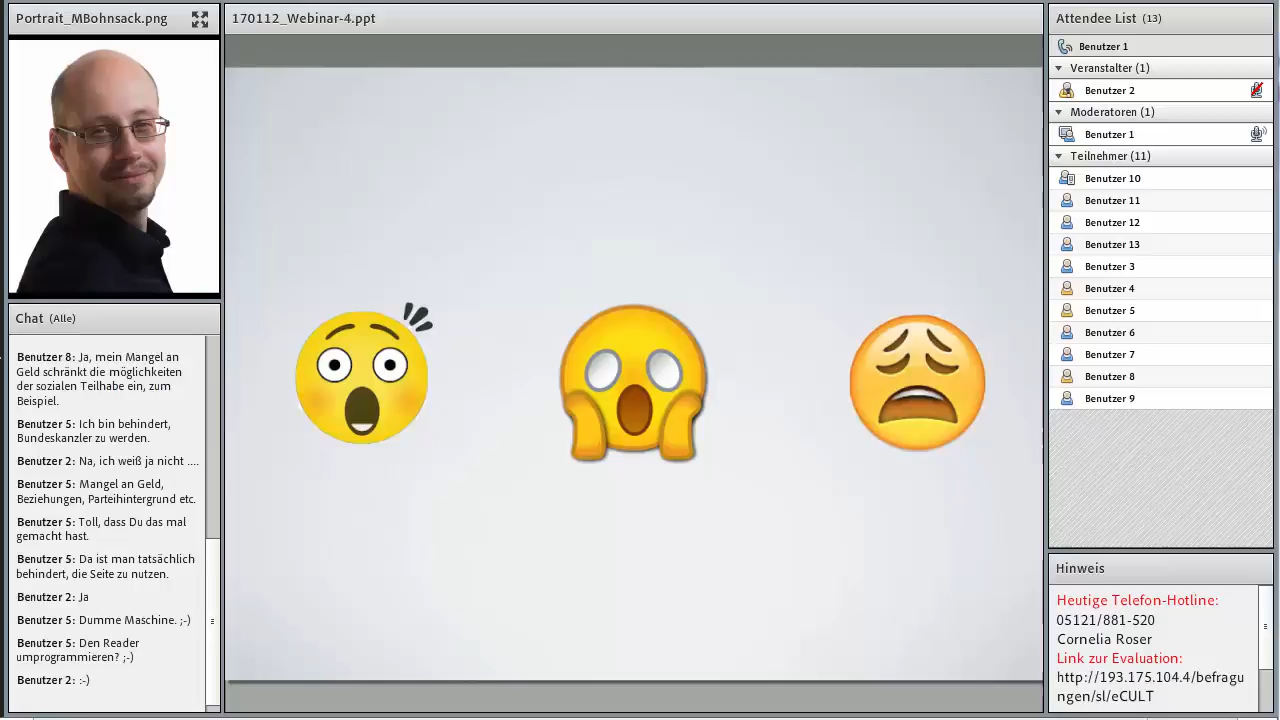 Portrait_MBohnsack.png
Chat (Alle)
Benutzer 8: Ja, mein Mangel an
Geld schränkt die möglichkeiten
der sozialen Teilhabe ein, zum
Beispiel.
Benutzer 5: Ich bin behindert,
Bundeskanzler zu werden.
Benutzer 2: Na, ich weiß ja nicht ....
Benutzer 5: Mangel an Geld,
Beziehungen, Parteihintergrund etc.
Benutzer 5: Toll, dass Du das mal
gemacht hast.
Benutzer 5: Da ist man tatsächlich
behindert, die Seite zu nutzen.
Benutzer 2: Ja
Benutzer 5: Dumme Maschine. ;-)
Benutzer 5: Den Reader
umprogrammieren? ;-)
Benutzer 2: :-)
170112_Webinar-4.ppt
Attendee List (13)
Benutzer 1
Veranstalter (1)
Benutzer 2
Moderatoren (1)
Benutzer 1
Teilnehmer (11)
Benutzer 10
Benutzer 11
Benutzer 12
Benutzer 13
Benutzer 3
Benutzer 4
Benutzer 5
Benutzer 6
Benutzer 7
Benutzer 8
Benutzer 9
Hinweis
Heutige Telefon-Hotline:
05121/881-520
Cornelia Roser
Link zur Evaluation:
http://193.175.104.4/befragu
ngen/sl/eCULT